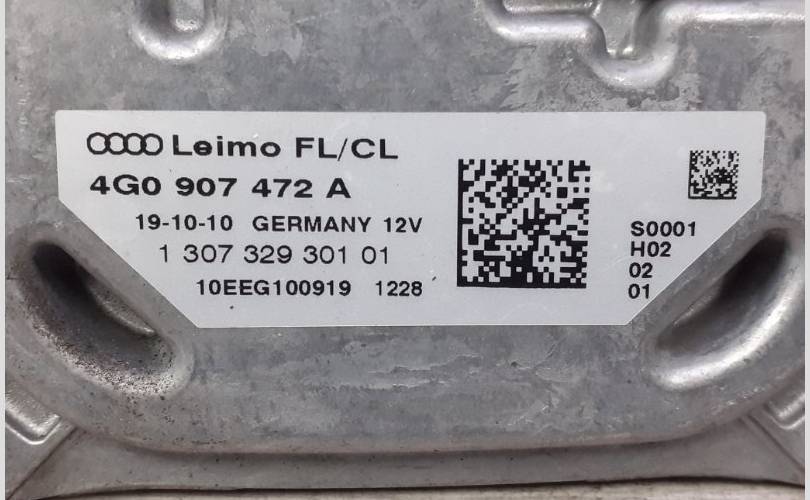 Leimo FL/CL
4G0 907 472 A
19-10-10 GERMANY 12V
1 307 329 301 01
10EEG100919 1228
S0001
H02
02
01